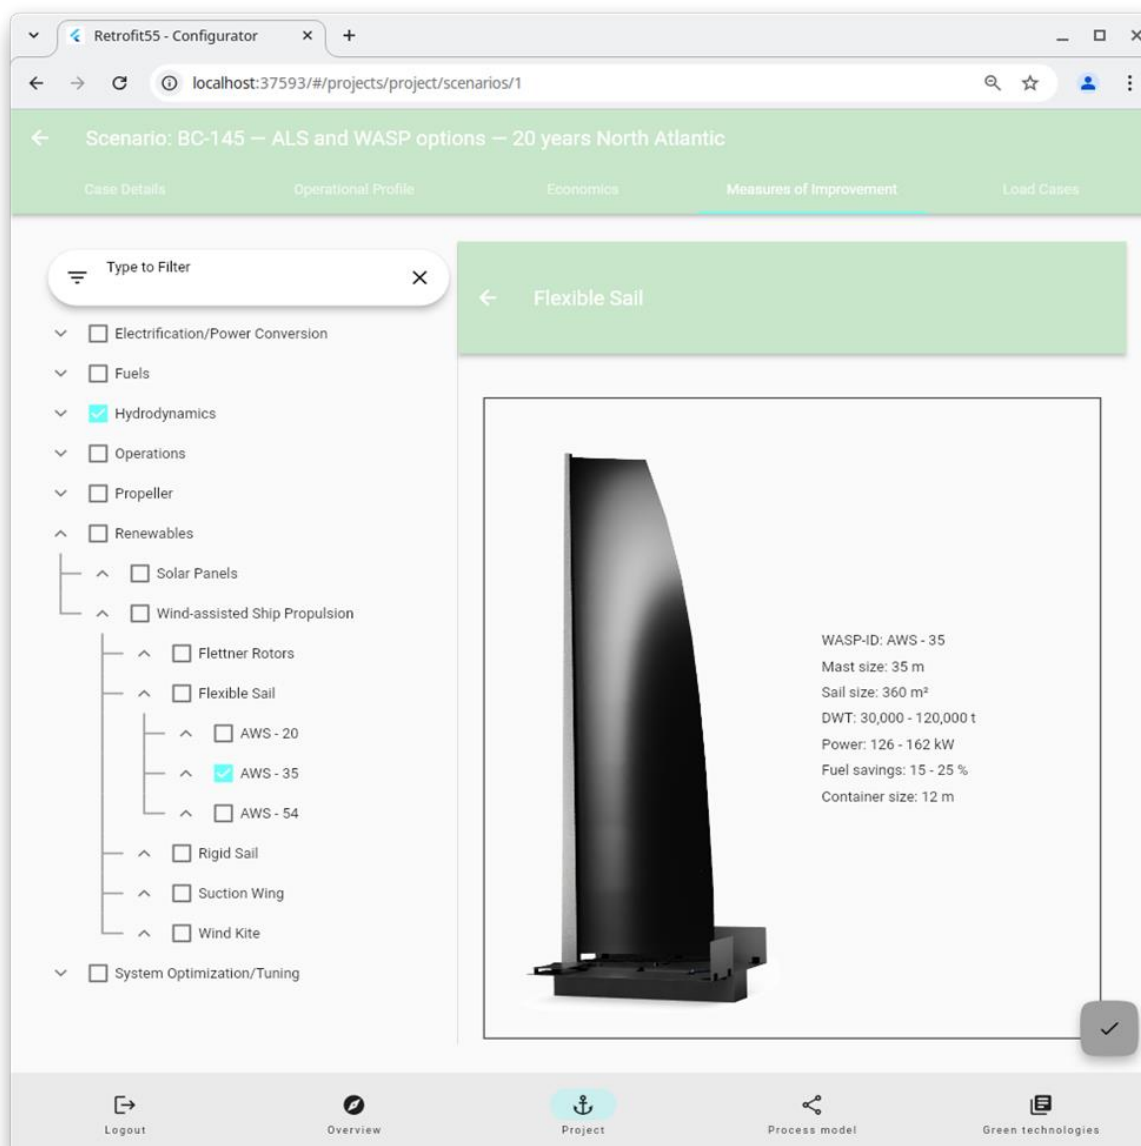 Retrofit55 - Configurator
localhost:37593/#/projects/project/scenarios/1
Scenario: BC-145 — ALS and WASP options — 20 years North Atlantic
Case Details
Operational Profile
Economics
Measures of Improvement
Load Cases
Type to Filter
Electrification/Power Conversion
Fuels
Hydrodynamics
Operations
Propeller
Renewables
Solar Panels
Wind-assisted Ship Propulsion
Flettner Rotors
Flexible Sail
AWS - 20
AWS - 35
AWS - 54
Rigid Sail
Suction Wing
Wind Kite
System Optimization/Tuning
Flexible Sail
WASP-ID: AWS - 35
Mast size: 35 m
Sail size: 360 m²
DWT: 30,000 - 120,000 t
Power: 126 - 162 kW
Fuel savings: 15 - 25 %
Container size: 12 m
Logout
Overview
Project
Process model
Green technologies